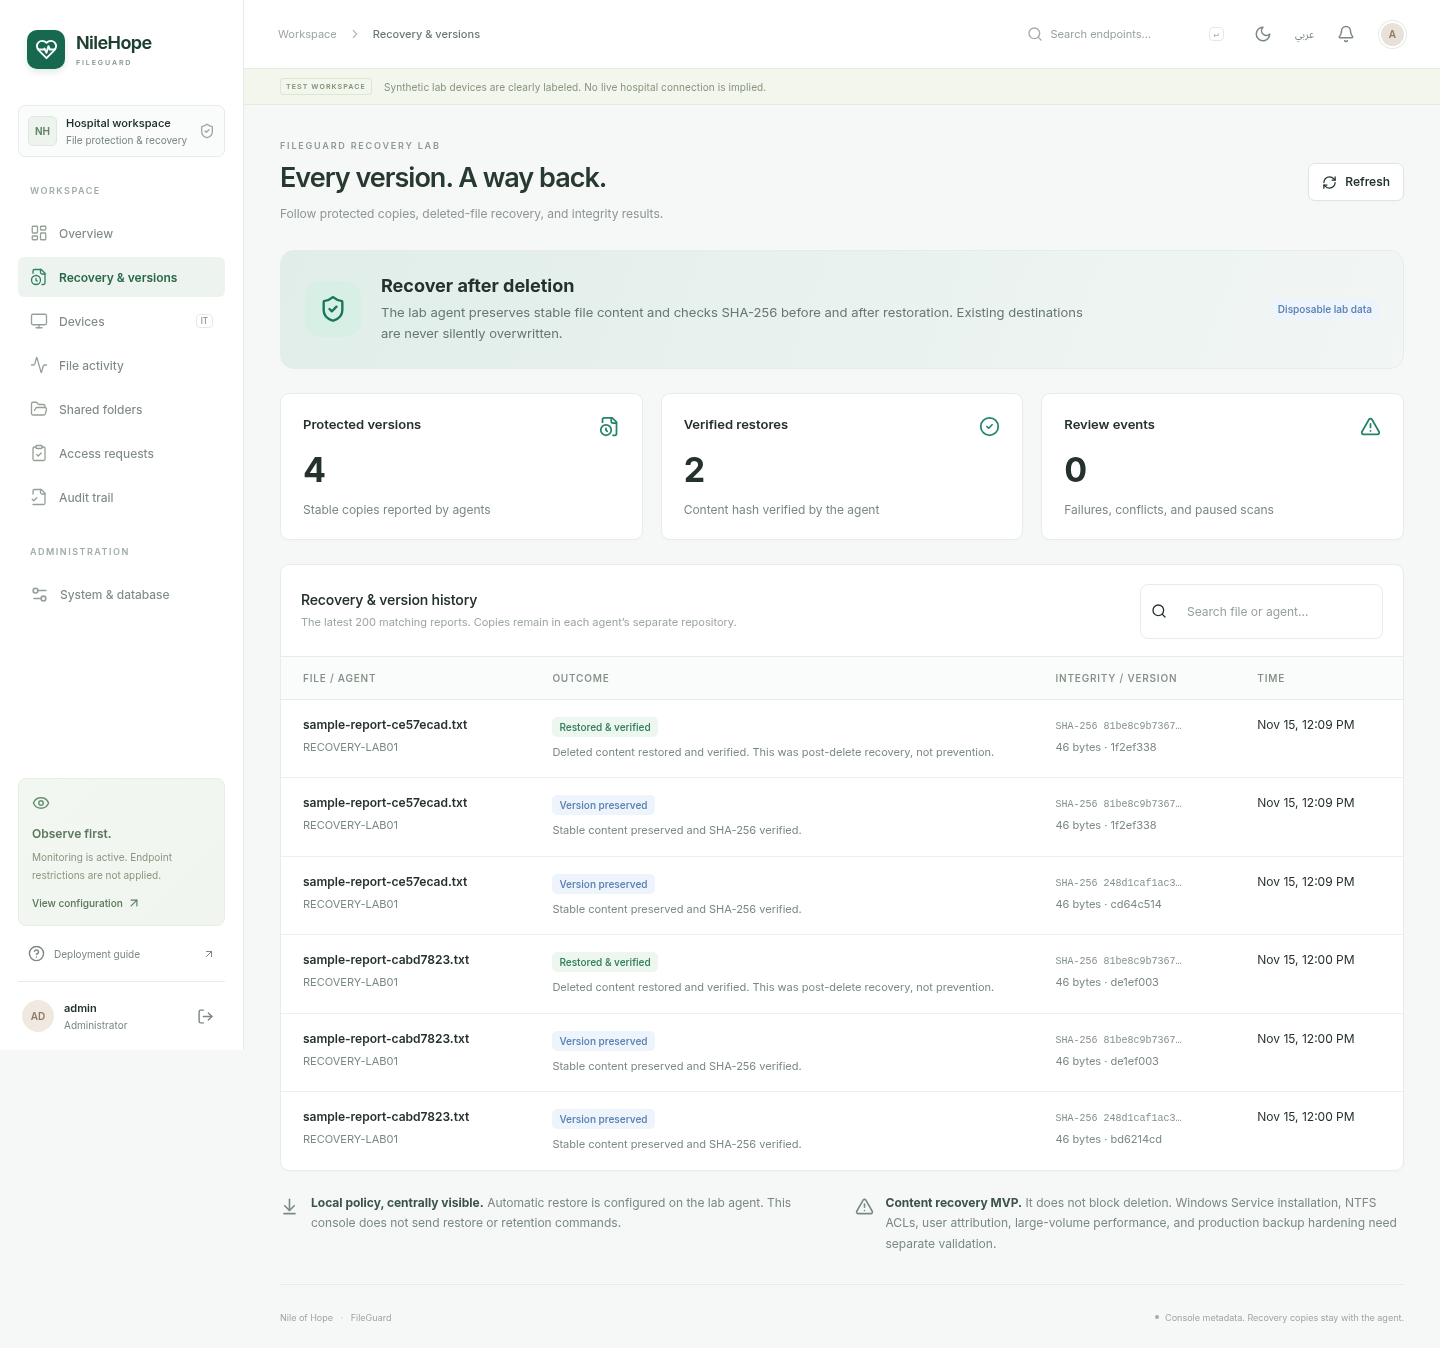 NileHope
FILEGUARD
NH
Hospital workspace
File protection & recovery
WORKSPACE
Overview
Recovery & versions
Devices
IT
File activity
Shared folders
Access requests
Audit trail
ADMINISTRATION
System & database
Observe first.
Monitoring is active. Endpoint
restrictions are not applied.
View configuration
Deployment guide
AD
admin
Administrator
Workspace
Recovery & versions
Search endpoints...
↵
عربي
A
TEST WORKSPACE
Synthetic lab devices are clearly labeled. No live hospital connection is implied.
FILEGUARD RECOVERY LAB
Every version. A way back.
Follow protected copies, deleted-file recovery, and integrity results.
Refresh
Recover after deletion
The lab agent preserves stable file content and checks SHA-256 before and after restoration. Existing destinations
are never silently overwritten.
Disposable lab data
Protected versions
4
Stable copies reported by agents
Verified restores
2
Content hash verified by the agent
Review events
0
Failures, conflicts, and paused scans
Recovery & version history
The latest 200 matching reports. Copies remain in each agent's separate repository.
Search file or agent...
FILE / AGENT OUTCOME INTEGRITY / VERSION TIME
sample-report-ce57ecad.txt Restored & verified SHA-256 81be8c9b7367… Nov 15, 12:09 PM
RECOVERY-LAB01 Deleted content restored and verified. This was post-delete recovery, not prevention. 46 bytes · 1f2ef338
sample-report-ce57ecad.txt Version preserved SHA-256 81be8c9b7367… Nov 15, 12:09 PM
RECOVERY-LAB01 Stable content preserved and SHA-256 verified. 46 bytes · 1f2ef338
sample-report-ce57ecad.txt Version preserved SHA-256 248d1caf1ac3… Nov 15, 12:09 PM
RECOVERY-LAB01 Stable content preserved and SHA-256 verified. 46 bytes · cd64c514
sample-report-cabd7823.txt Restored & verified SHA-256 81be8c9b7367… Nov 15, 12:00 PM
RECOVERY-LAB01 Deleted content restored and verified. This was post-delete recovery, not prevention. 46 bytes · de1ef003
sample-report-cabd7823.txt Version preserved SHA-256 81be8c9b7367… Nov 15, 12:00 PM
RECOVERY-LAB01 Stable content preserved and SHA-256 verified. 46 bytes · de1ef003
sample-report-cabd7823.txt Version preserved SHA-256 248d1caf1ac3… Nov 15, 12:00 PM
RECOVERY-LAB01 Stable content preserved and SHA-256 verified. 46 bytes · bd6214cd
Local policy, centrally visible. Automatic restore is configured on the lab agent. This
console does not send restore or retention commands.
Content recovery MVP. It does not block deletion. Windows Service installation, NTFS
ACLs, user attribution, large-volume performance, and production backup hardening need
separate validation.
Nile of Hope · FileGuard
Console metadata. Recovery copies stay with the agent.